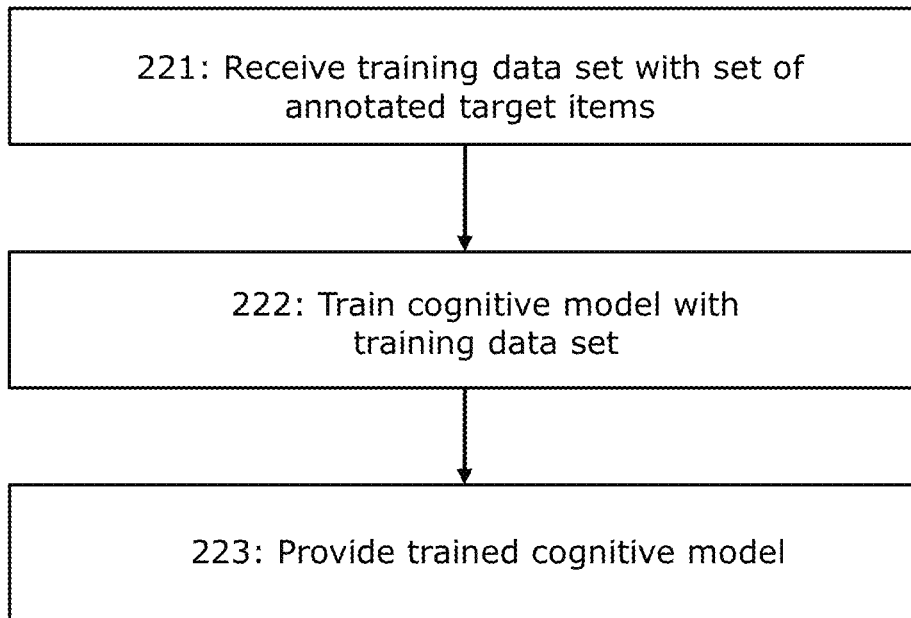 221: Receive training data set with set of
annotated target items
222: Train cognitive model with
training data set
223: Provide trained cognitive model